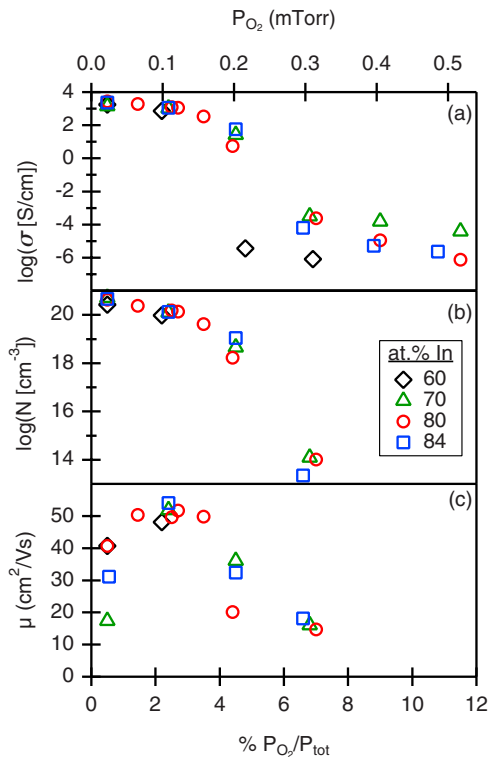 P_O2 (mTorr)
0.0 0.1 0.2 0.3 0.4 0.5
(a)
log(σ [S/cm])
4
2
0
-2
-4
-6
(b)
log(N [cm⁻³])
20
18
16
14
at.% In
60
70
80
84
(c)
μ (cm²/Vs)
50
40
30
20
10
0
0 2 4 6 8 10 12
% P_O2/P_tot